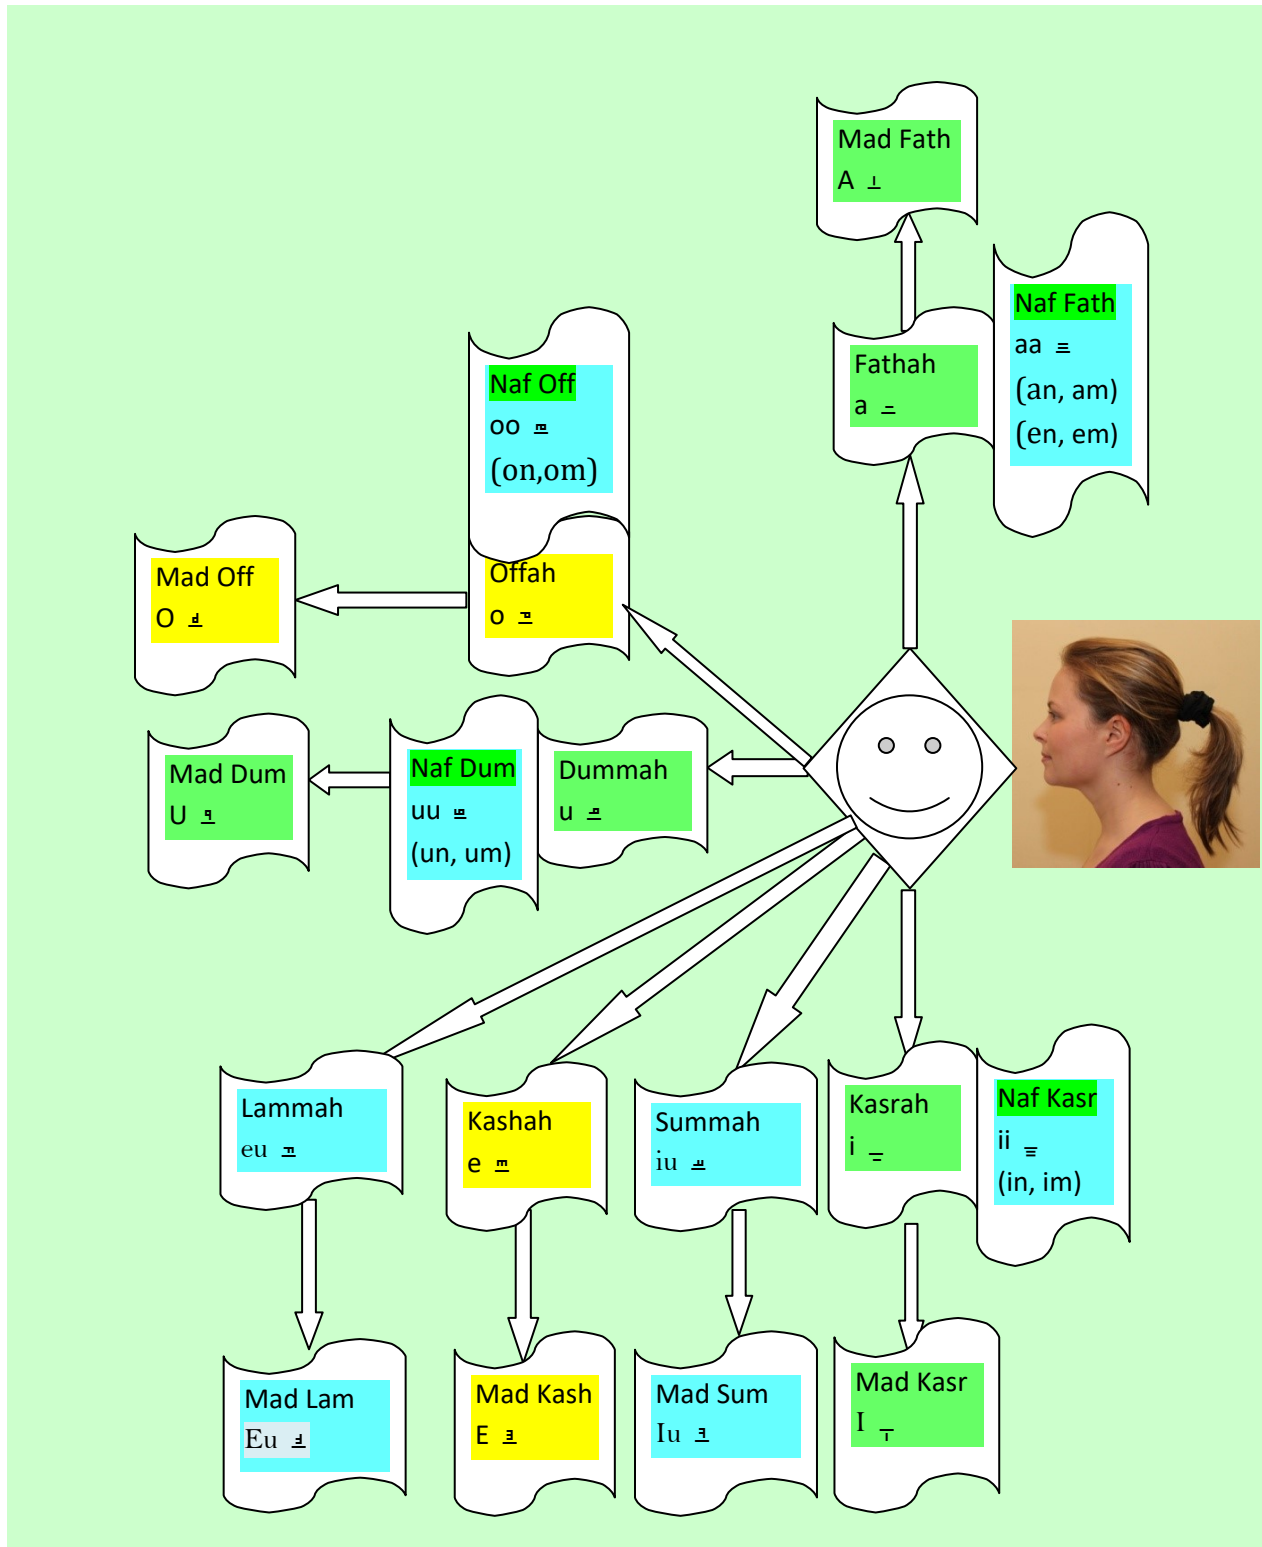 Mad Fath
A
Naf Fath
aa
(an, am)
(en, em)
Fathah
a
Naf Off
oo
(on,om)
Offah
o
Mad Off
O
Mad Dum
U
Naf Dum
uu
(un, um)
Dummah
u
Lammah
eu
Kashah
e
Summah
iu
Kasrah
i
Naf Kasr
ii
(in, im)
Mad Lam
Eu
Mad Kash
E
Mad Sum
Iu
Mad Kasr
I